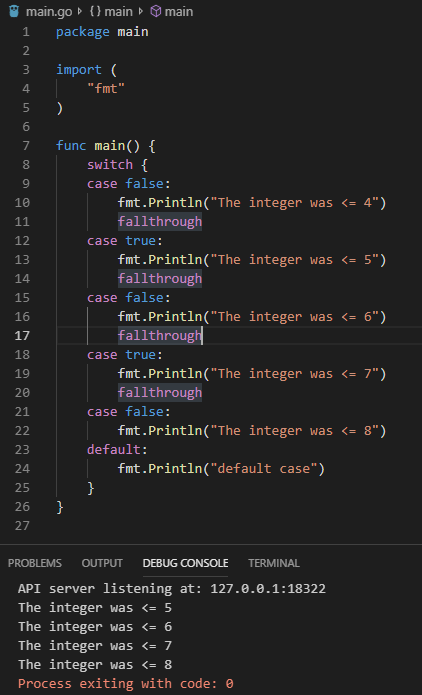 main.go > {} main > main
1 package main
2
3 import (
4 "fmt"
5 )
6
7 func main() {
8 switch {
9 case false:
10 fmt.Println("The integer was <= 4")
11 fallthrough
12 case true:
13 fmt.Println("The integer was <= 5")
14 fallthrough
15 case false:
16 fmt.Println("The integer was <= 6")
17 fallthrough
18 case true:
19 fmt.Println("The integer was <= 7")
20 fallthrough
21 case false:
22 fmt.Println("The integer was <= 8")
23 default:
24 fmt.Println("default case")
25 }
26 }
27
PROBLEMS OUTPUT DEBUG CONSOLE TERMINAL
API server listening at: 127.0.0.1:18322
The integer was <= 5
The integer was <= 6
The integer was <= 7
The integer was <= 8
Process exiting with code: 0